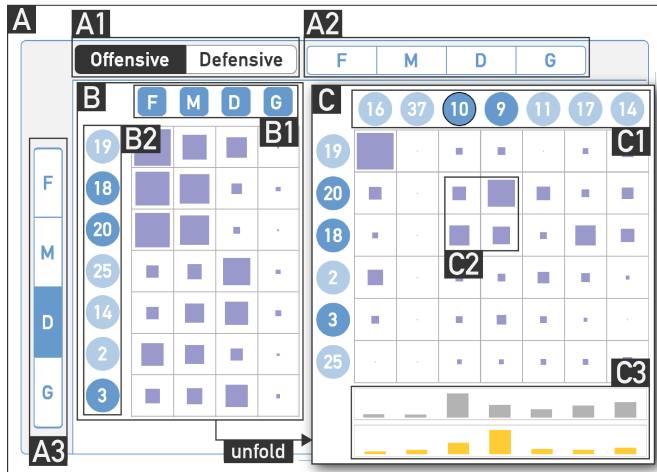 A
A1
A2
Offensive
Defensive
F M D G
B
F M D G
B1
B2
19
18
20
25
14
2
3
A3
F
M
D
G
C
16 37 10 9 11 17 14
C1
19
20
18
2
3
25
C2
C3
unfold